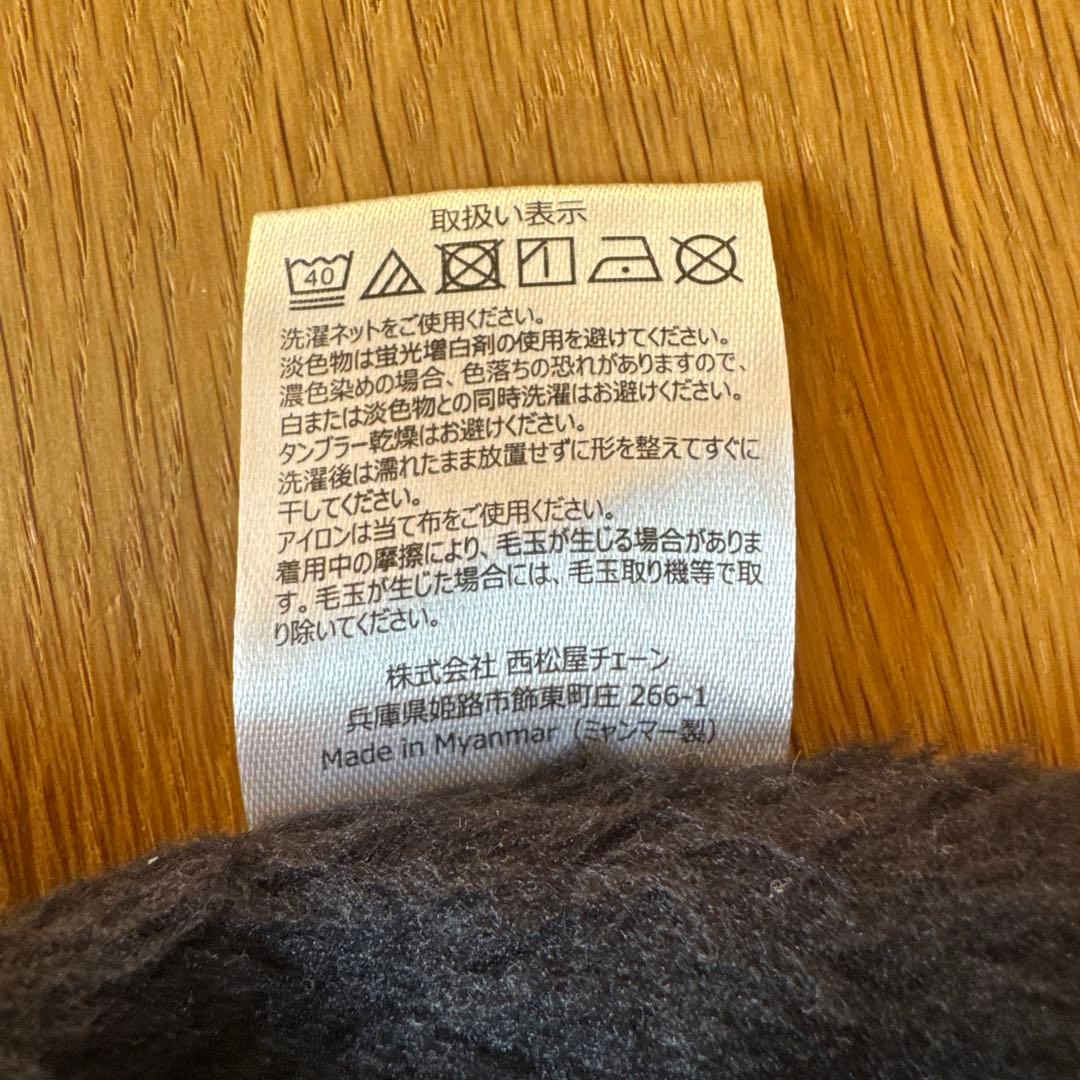 取扱い表示
40
洗濯ネットをご使用ください。
淡色物は蛍光増白剤の使用を避けてください。
濃色染めの場合、色落ちの恐れがありますので、
白または淡色物との同時洗濯はお避けください。
タンブラー乾燥はお避けください。
洗濯後は濡れたまま放置せずに形を整えてすぐに
干してください。
アイロンは当て布をご使用ください。
着用中の摩擦により、毛玉が生じる場合がありま
す。毛玉が生じた場合には、毛玉取り機等で取
り除いてください。
株式会社 西松屋チェーン
兵庫県姫路市飾東町庄 266-1
Made in Myanmar (ミャンマー製)